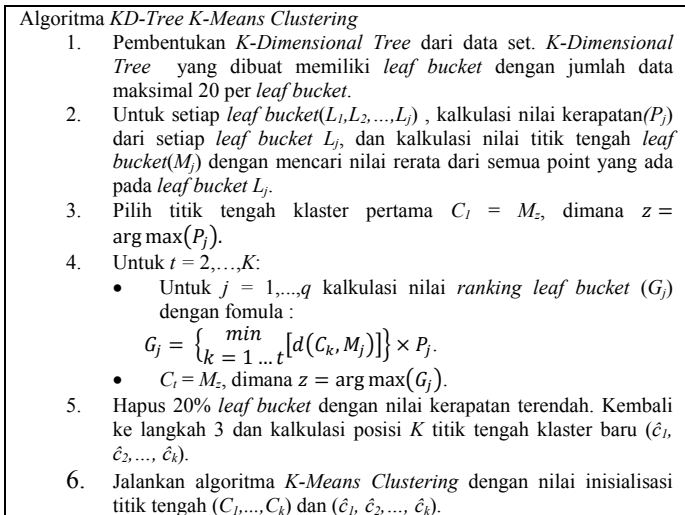 Algoritma KD-Tree K-Means Clustering
1. Pembentukan K-Dimensional Tree dari data set. K-Dimensional
Tree yang dibuat memiliki leaf bucket dengan jumlah data
maksimal 20 per leaf bucket.
2. Untuk setiap leaf bucket(L₁,L₂,...,Lⱼ) , kalkulasi nilai kerapatan(Pⱼ)
dari setiap leaf bucket Lⱼ, dan kalkulasi nilai titik tengah leaf
bucket(Mⱼ) dengan mencari nilai rerata dari semua point yang ada
pada leaf bucket Lⱼ.
3. Pilih titik tengah klaster pertama C₁ = M_z, dimana z =
arg max(Pⱼ).
4. Untuk t = 2,…,K:
• Untuk j = 1,...,q kalkulasi nilai ranking leaf bucket (Gⱼ)
dengan fomula :
Gⱼ = { min k = 1 … t [d(C_k, Mⱼ)]} × Pⱼ.
• C_t = M_z, dimana z = arg max(Gⱼ).
5. Hapus 20% leaf bucket dengan nilai kerapatan terendah. Kembali
ke langkah 3 dan kalkulasi posisi K titik tengah klaster baru (ĉ₁,
ĉ₂,..., ĉₖ).
6. Jalankan algoritma K-Means Clustering dengan nilai inisialisasi
titik tengah (C₁,...,Cₖ) dan (ĉ₁, ĉ₂,..., ĉₖ).